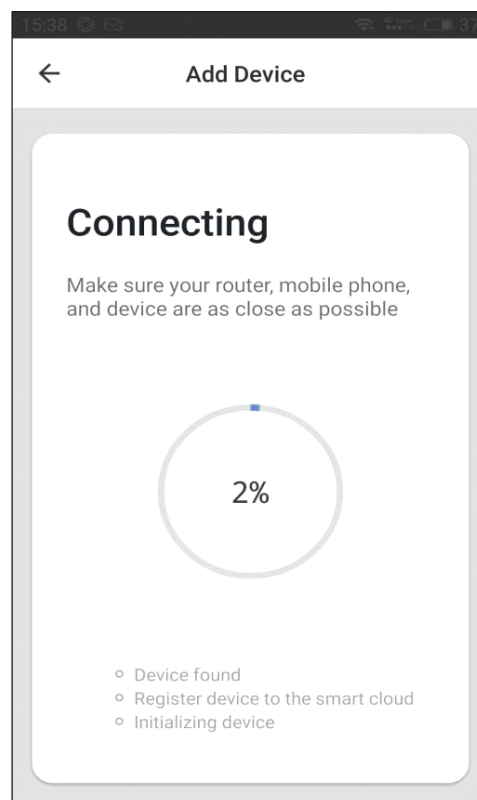 15:38 37
Add Device
Connecting
Make sure your router, mobile phone,
and device are as close as possible
2%
Device found
Register device to the smart cloud
Initializing device